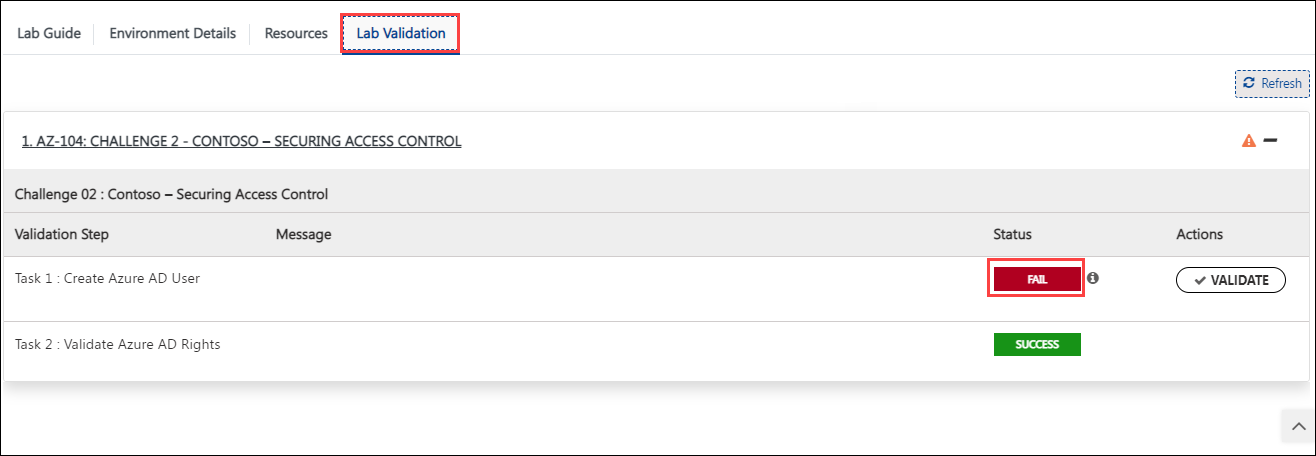 Lab Guide Environment Details Resources Lab Validation
Refresh
1. AZ-104: CHALLENGE 2 - CONTOSO – SECURING ACCESS CONTROL
Challenge 02 : Contoso – Securing Access Control
Validation Step Message Status Actions
Task 1 : Create Azure AD User FAIL VALIDATE
Task 2 : Validate Azure AD Rights SUCCESS